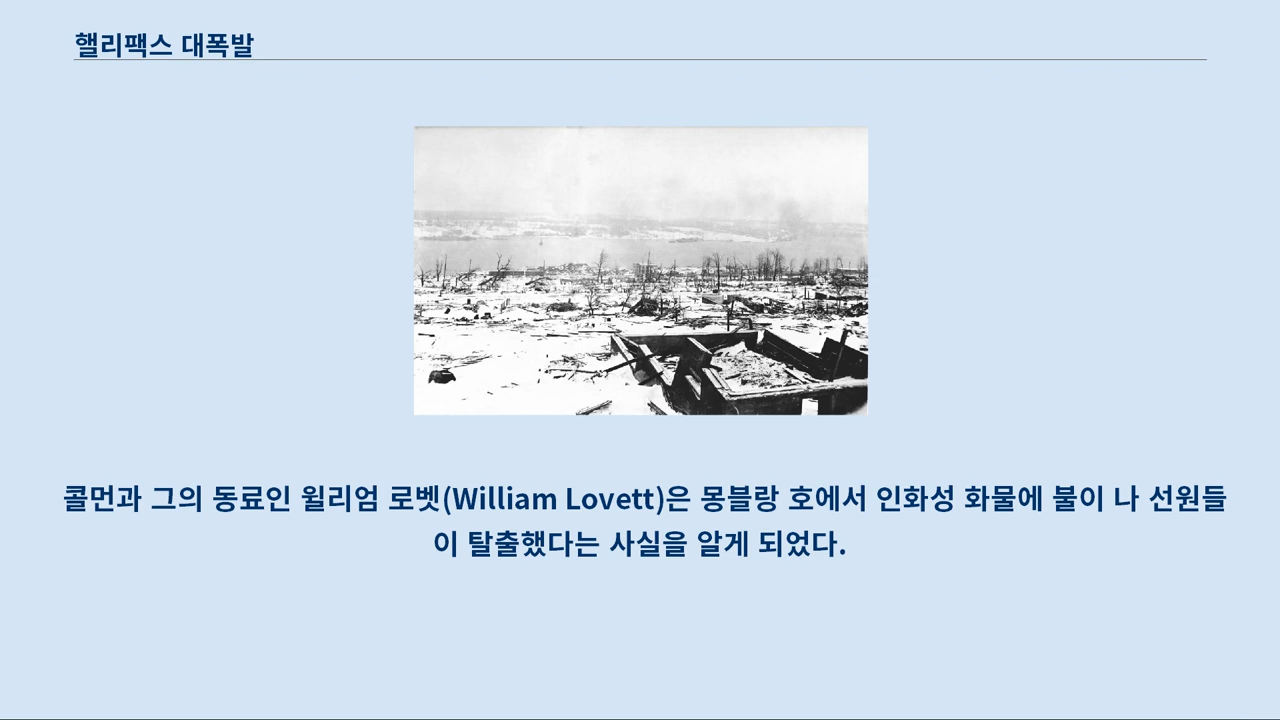 핼리팩스 대폭발
콜먼과 그의 동료인 윌리엄 로벳(William Lovett)은 몽블랑 호에서 인화성 화물에 불이 나 선원들
이 탈출했다는 사실을 알게 되었다.